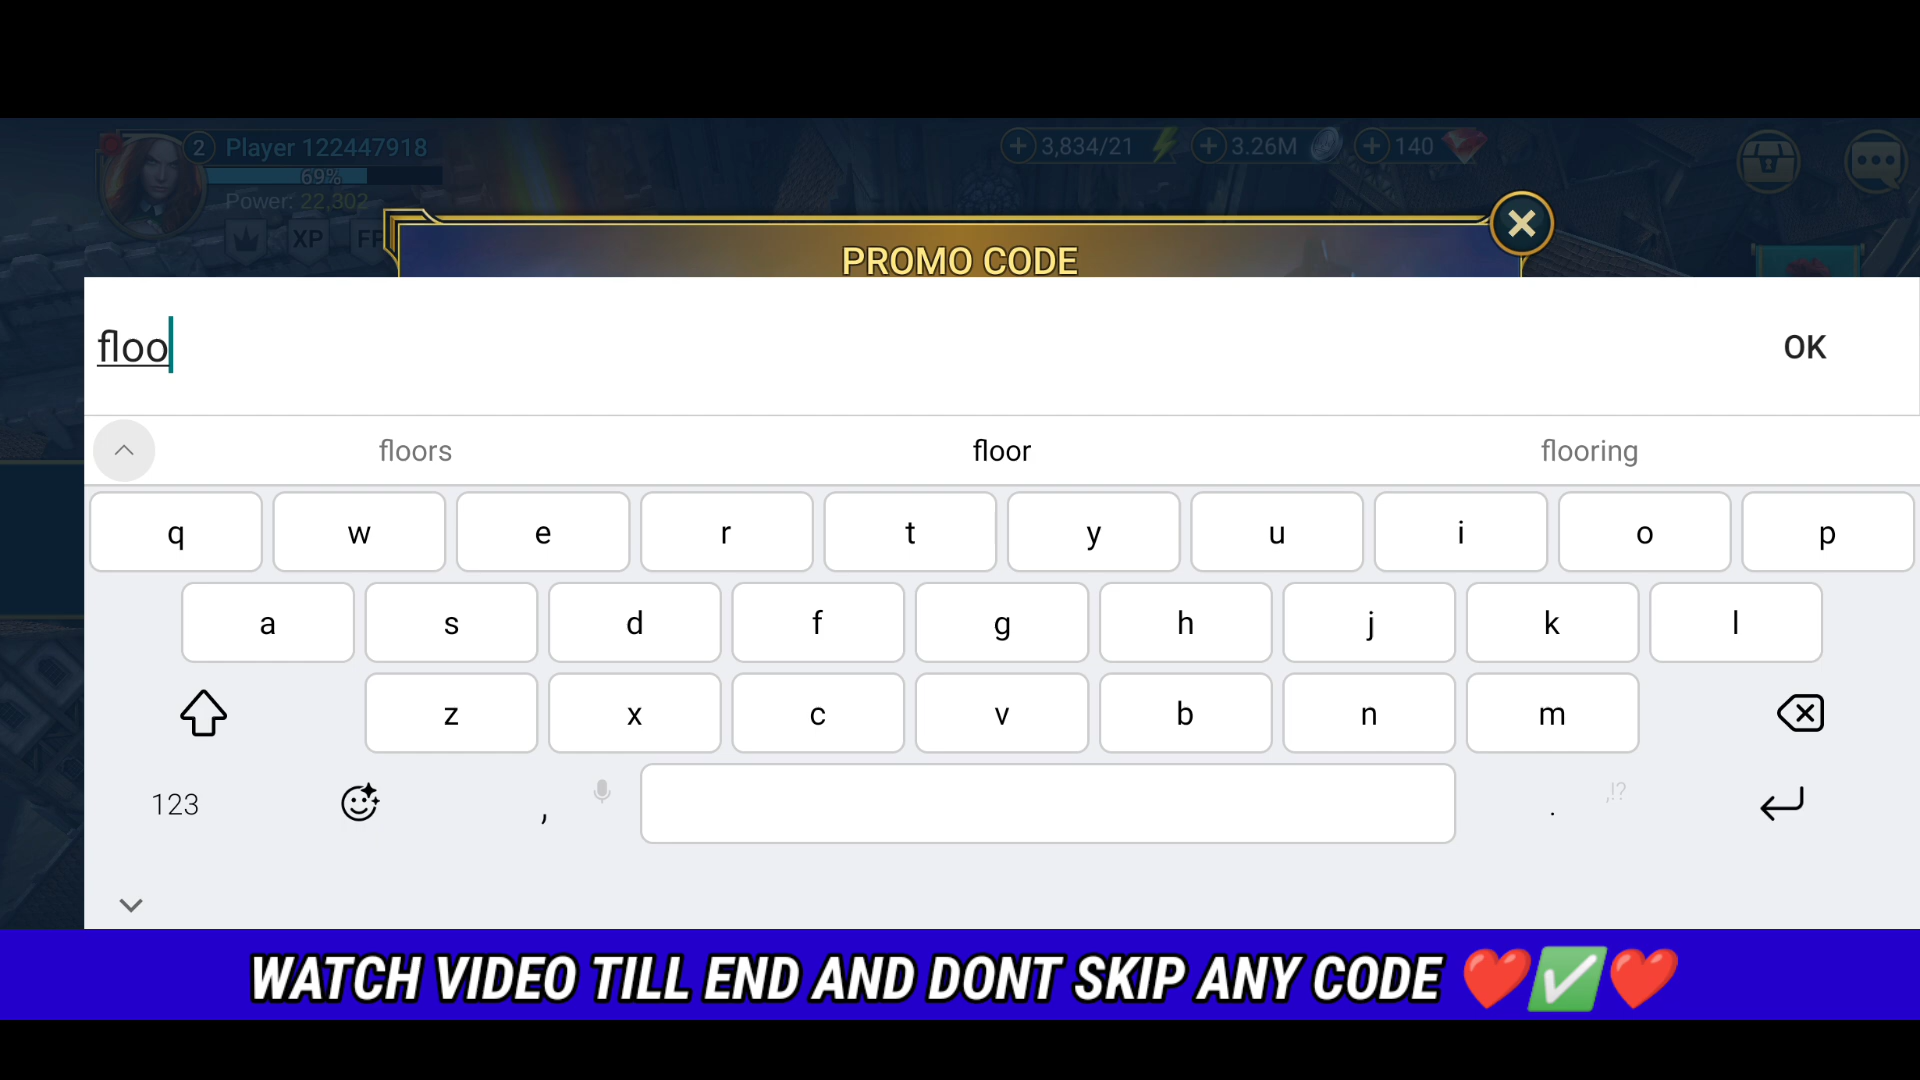 2 Player 122447918
69%
Power: 22,302
XP
3,834/21
3.26M
140
PROMO CODE
floo
OK
floors floor flooring
q w e r t y u i o p
a s d f g h j k l
z x c v b n m
123 , . ,!?
WATCH VIDEO TILL END AND DONT SKIP ANY CODE ❤️✅❤️